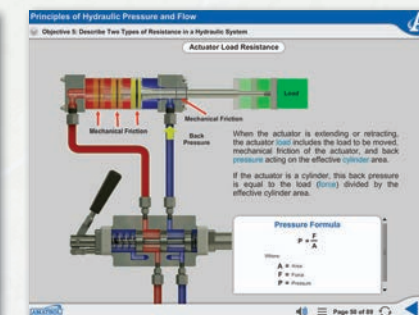 Principles of Hydraulic Pressure and Flow
Objective 5: Describe Two Types of Resistance in a Hydraulic System
Actuator Load Resistance
Load
Mechanical Friction
Mechanical Friction
Back
Pressure
When the actuator is extending or retracting,
the actuator load includes the load to be moved,
mechanical friction of the actuator, and back
pressure acting on the effective cylinder area.
If the actuator is a cylinder, this back pressure
is equal to the load (force) divided by the
effective cylinder area.
Pressure Formula
P = F
A
Where:
A = Area
F = Force
P = Pressure
AMATROL
Page 50 of 89